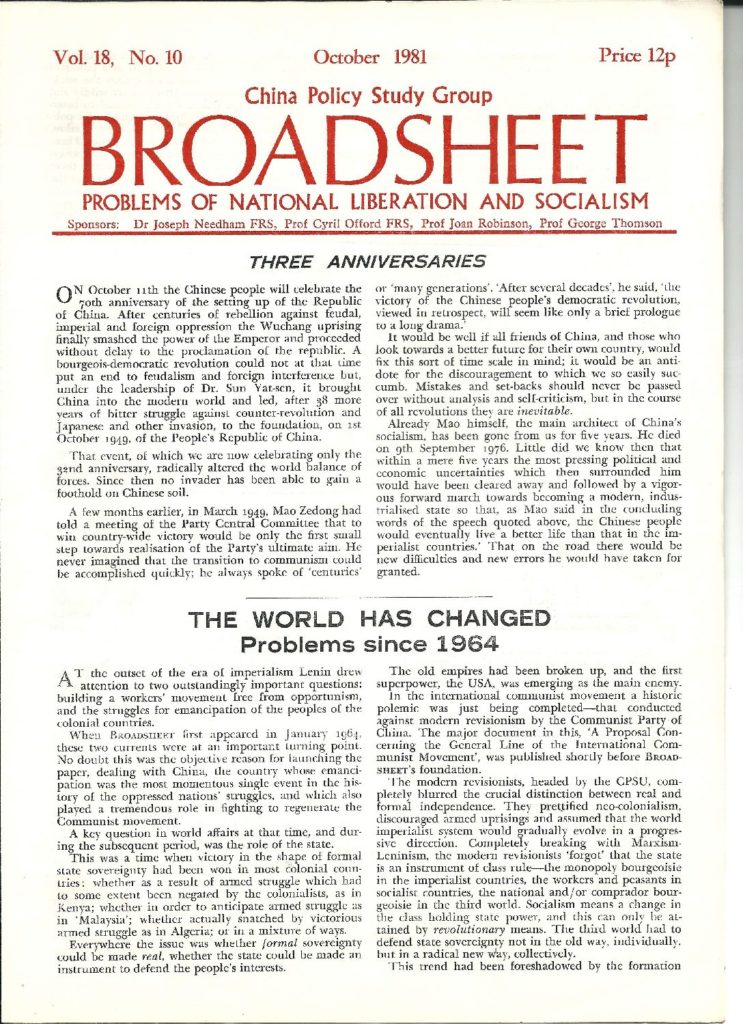 Vol. 18, No. 10 October 1981 Price 12p
China Policy Study Group
BROADSHEET
PROBLEMS OF NATIONAL LIBERATION AND SOCIALISM
Sponsors: Dr Joseph Needham FRS, Prof Cyril Offord FRS, Prof Joan Robinson, Prof George Thomson
THREE ANNIVERSARIES
ON October 11th the Chinese people will celebrate the
70th anniversary of the setting up of the Republic
of China. After centuries of rebellion against feudal,
imperial and foreign oppression the Wuchang uprising
finally smashed the power of the Emperor and proceeded
without delay to the proclamation of the republic. A
bourgeois-democratic revolution could not at that time
put an end to feudalism and foreign interference but,
under the leadership of Dr. Sun Yat-sen, it brought
China into the modern world and led, after 38 more
years of bitter struggle against counter-revolution and
Japanese and other invasion, to the foundation, on 1st
October 1949, of the People's Republic of China.
That event, of which we are now celebrating only the
32nd anniversary, radically altered the world balance of
forces. Since then no invader has been able to gain a
foothold on Chinese soil.
A few months earlier, in March 1949, Mao Zedong had
told a meeting of the Party Central Committee that to
win country-wide victory would be only the first small
step towards realisation of the Party's ultimate aim. He
never imagined that the transition to communism could
be accomplished quickly; he always spoke of 'centuries'
or 'many generations'. 'After several decades', he said, 'the
victory of the Chinese people's democratic revolution,
viewed in retrospect, will seem like only a brief prologue
to a long drama.'
It would be well if all friends of China, and those who
look towards a better future for their own country, would
fix this sort of time scale in mind; it would be an anti-
dote for the discouragement to which we so easily suc-
cumb. Mistakes and set-backs should never be passed
over without analysis and self-criticism, but in the course
of all revolutions they are inevitable.
Already Mao himself, the main architect of China's
socialism, has been gone from us for five years. He died
on 9th September 1976. Little did we know then that
within a mere five years the most pressing political and
economic uncertainties which then surrounded him
would have been cleared away and followed by a vigor-
ous forward march towards becoming a modern, indus-
trialised state so that, as Mao said in the concluding
words of the speech quoted above, the Chinese people
would eventually live a better life than that in the im-
perialist countries.' That on the road there would be
new difficulties and new errors he would have taken for
granted.
THE WORLD HAS CHANGED
Problems since 1964
AT the outset of the era of imperialism Lenin drew
attention to two outstandingly important questions:
building a workers' movement free from opportunism,
and the struggles for emancipation of the peoples of the
colonial countries.
When BROADSHEET first appeared in January 1964,
these two currents were at an important turning point.
No doubt this was the objective reason for launching the
paper, dealing with China, the country whose emanci-
pation was the most momentous single event in the his-
tory of the oppressed nations' struggles, and which also
played a tremendous role in fighting to regenerate the
Communist movement.
A key question in world affairs at that time, and dur-
ing the subsequent period, was the role of the state.
This was a time when victory in the shape of formal
state sovereignty had been won in most colonial coun-
tries: whether as a result of armed struggle which had
to some extent been negated by the colonialists, as in
Kenya; whether in order to anticipate armed struggle as
in 'Malaysia'; whether actually snatched by victorious
armed struggle as in Algeria; or in a mixture of ways.
Everywhere the issue was whether formal sovereignty
could be made real, whether the state could be made an
instrument to defend the people's interests.
The old empires had been broken up, and the first
superpower, the USA, was emerging as the main enemy.
In the international communist movement a historic
polemic was just being completed—that conducted
against modern revisionism by the Communist Party of
China. The major document in this, 'A Proposal Con-
cerning the General Line of the International Com-
munist Movement', was published shortly before BROAD-
SHEET's foundation.
The modern revisionists, headed by the CPSU, com-
pletely blurred the crucial distinction between real and
formal independence. They prettified neo-colonialism,
discouraged armed uprisings and assumed that the world
imperialist system would gradually evolve in a progres-
sive direction. Completely breaking with Marxism-
Leninism, the modern revisionists 'forgot' that the state
is an instrument of class rule—the monopoly bourgeoisie
in the imperialist countries, the workers and peasants in
socialist countries, the national and/or comprador bour-
geoisie in the third world. Socialism means a change in
the class holding state power, and this can only be at-
tained by revolutionary means. The third world had to
defend state sovereignty not in the old way, individually,
but in a radical new way, collectively.
This trend had been foreshadowed by the formation